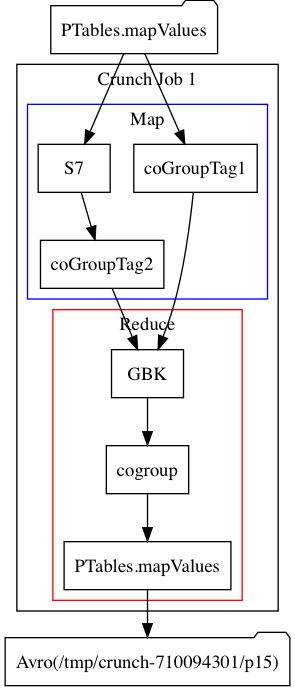 PTables.mapValues
Crunch Job 1
Map
S7
coGroupTag1
coGroupTag2
Reduce
GBK
cogroup
PTables.mapValues
Avro(/tmp/crunch-710094301/p15)